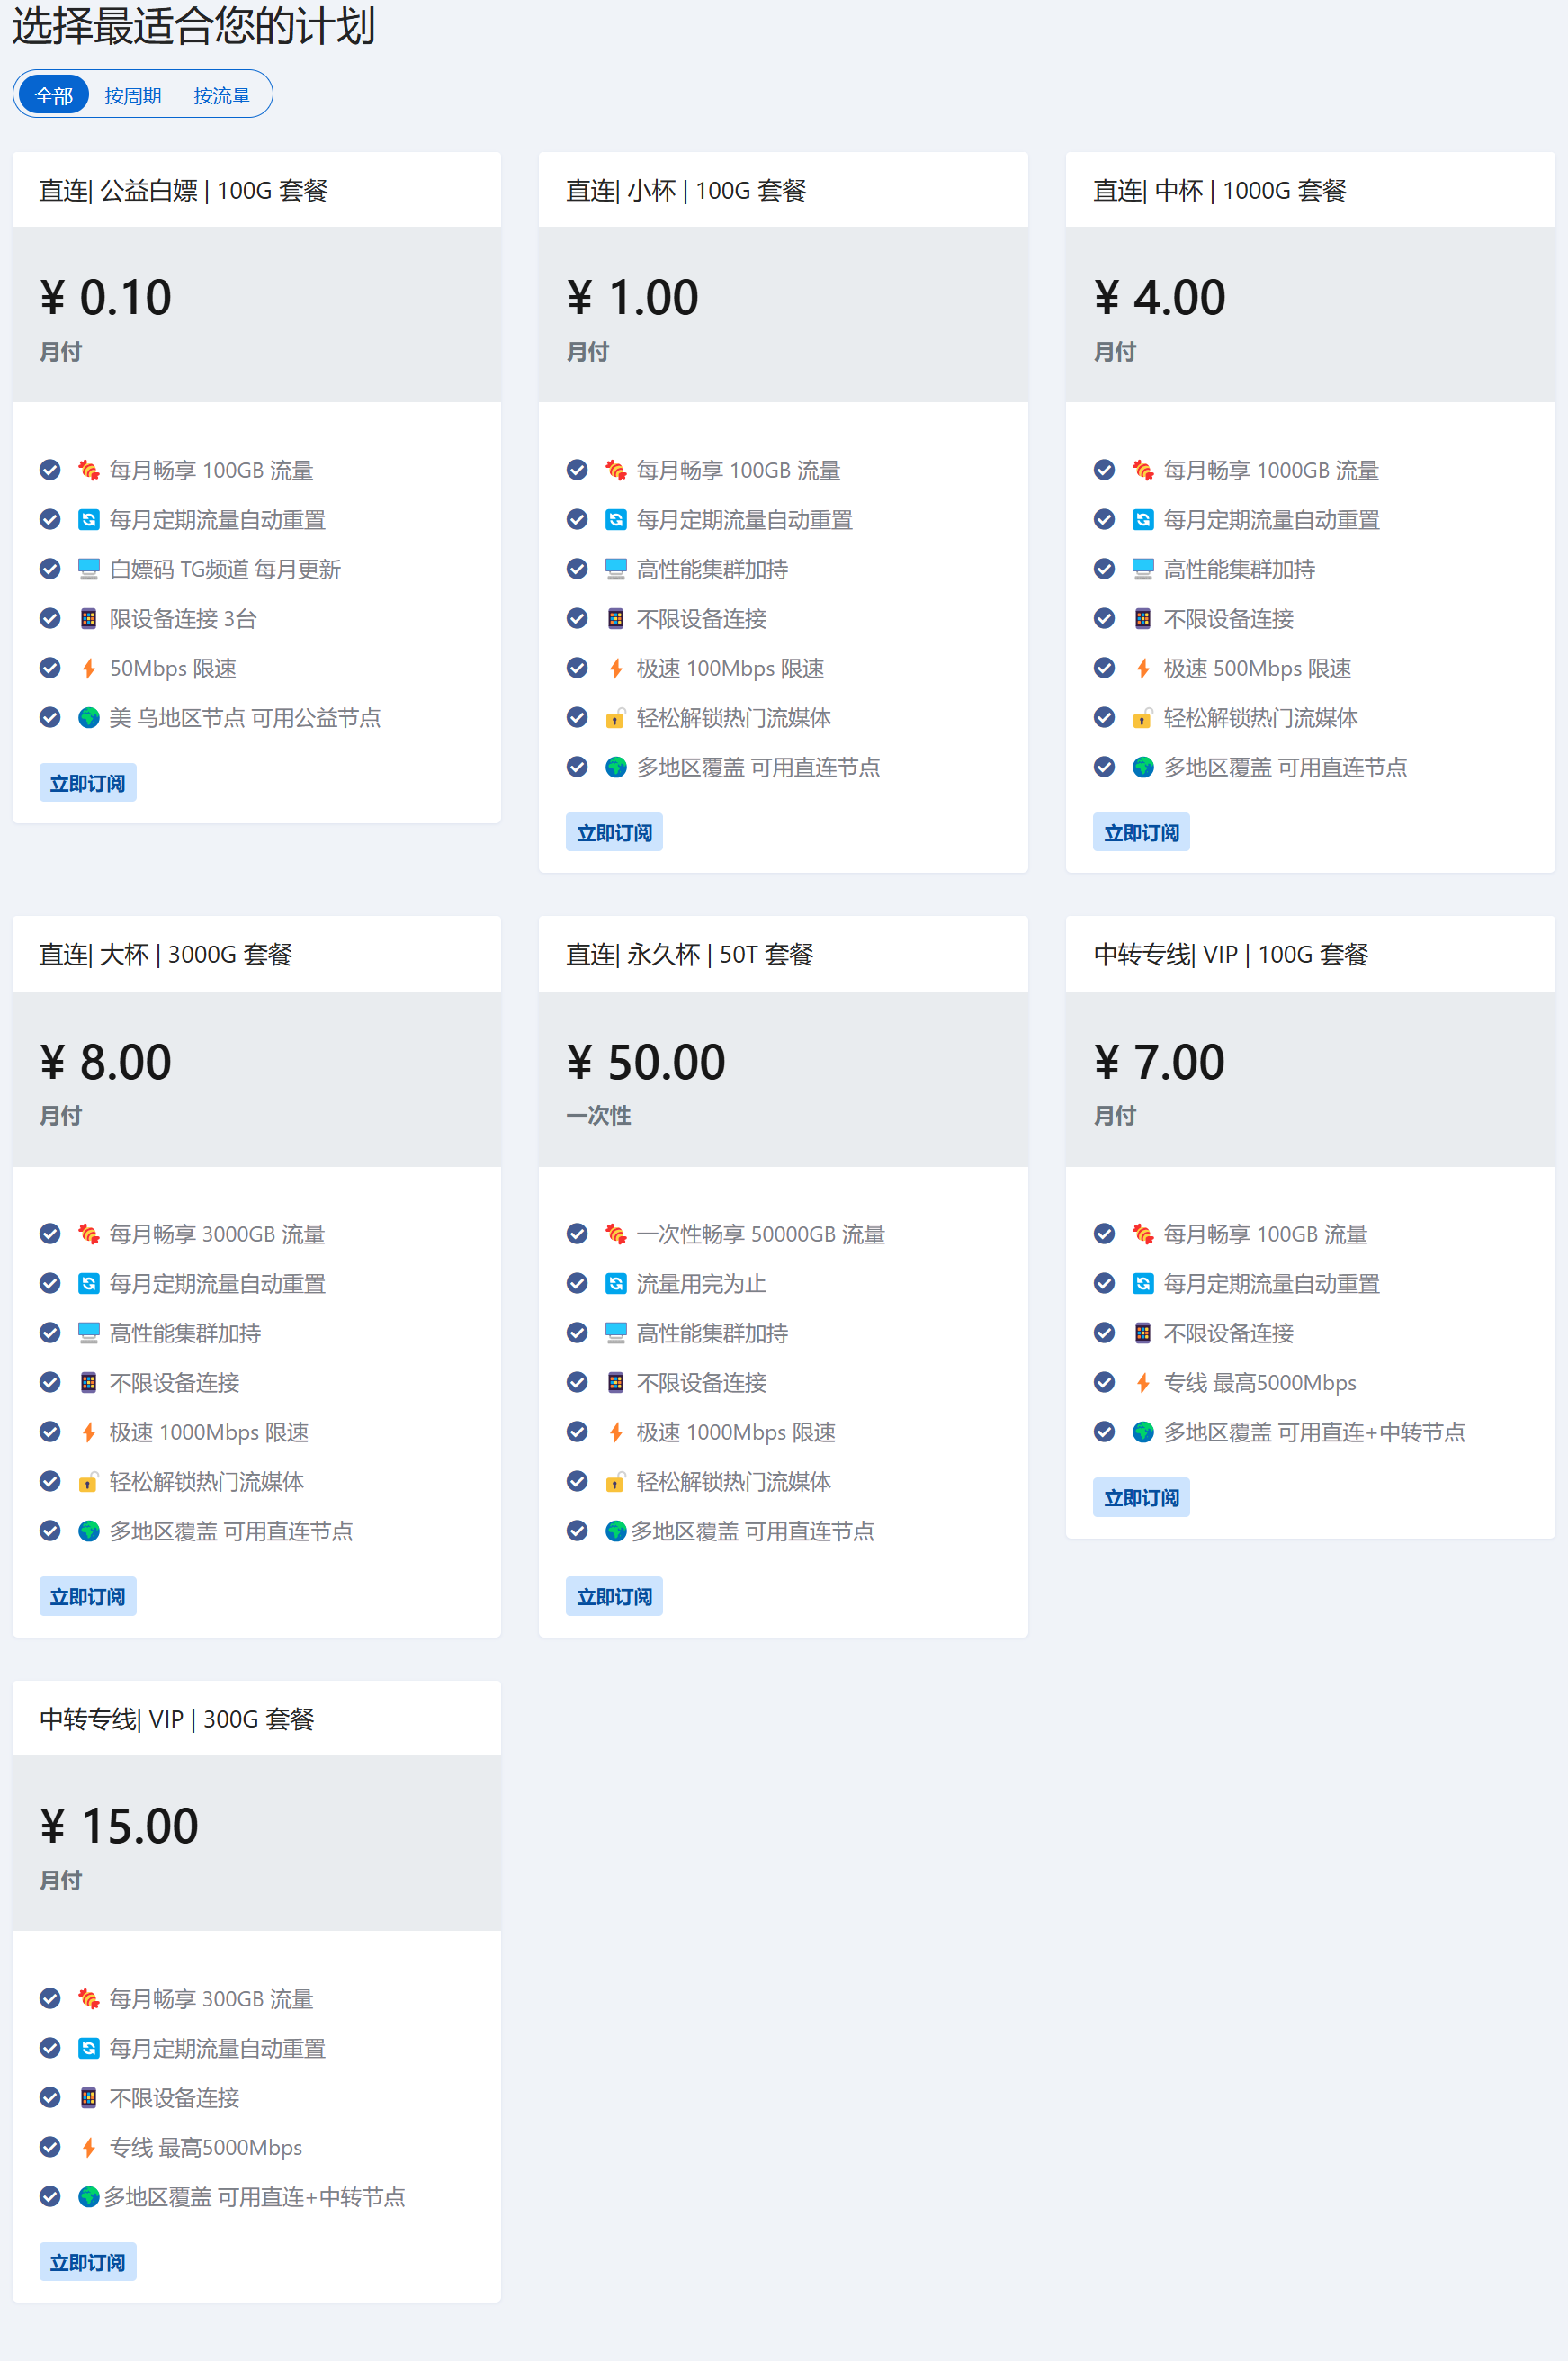 选择最适合您的计划
全部 按周期 按流量
直连| 公益白嫖 | 100G 套餐
¥ 0.10
月付
每月畅享 100GB 流量
每月定期流量自动重置
白嫖码 TG频道 每月更新
限设备连接 3台
50Mbps 限速
美 乌地区节点 可用公益节点
立即订阅
直连| 小杯 | 100G 套餐
¥ 1.00
月付
每月畅享 100GB 流量
每月定期流量自动重置
高性能集群加持
不限设备连接
极速 100Mbps 限速
轻松解锁热门流媒体
多地区覆盖 可用直连节点
立即订阅
直连| 中杯 | 1000G 套餐
¥ 4.00
月付
每月畅享 1000GB 流量
每月定期流量自动重置
高性能集群加持
不限设备连接
极速 500Mbps 限速
轻松解锁热门流媒体
多地区覆盖 可用直连节点
立即订阅
直连| 大杯 | 3000G 套餐
¥ 8.00
月付
每月畅享 3000GB 流量
每月定期流量自动重置
高性能集群加持
不限设备连接
极速 1000Mbps 限速
轻松解锁热门流媒体
多地区覆盖 可用直连节点
立即订阅
直连| 永久杯 | 50T 套餐
¥ 50.00
一次性
一次性畅享 50000GB 流量
流量用完为止
高性能集群加持
不限设备连接
极速 1000Mbps 限速
轻松解锁热门流媒体
多地区覆盖 可用直连节点
立即订阅
中转专线| VIP | 100G 套餐
¥ 7.00
月付
每月畅享 100GB 流量
每月定期流量自动重置
不限设备连接
专线 最高5000Mbps
多地区覆盖 可用直连+中转节点
立即订阅
中转专线| VIP | 300G 套餐
¥ 15.00
月付
每月畅享 300GB 流量
每月定期流量自动重置
不限设备连接
专线 最高5000Mbps
多地区覆盖 可用直连+中转节点
立即订阅